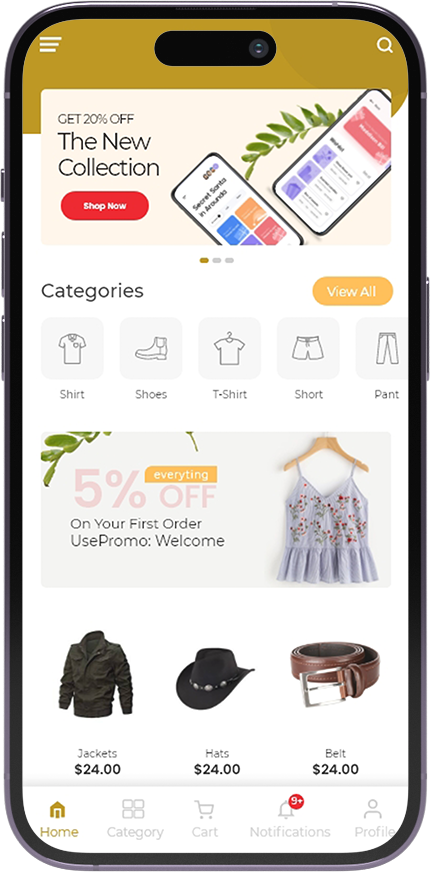 GET 20% OFF
The New
Collection
Shop Now
Secret Santa
in Arounda
Categories
View All
Shirt
Shoes
T-Shirt
Short
Pant
everyting
5% OFF
On Your First Order
UsePromo: Welcome
Jackets
Hats
Belt
$24.00
$24.00
$24.00
9+
Home
Category
Cart
Notifications
Profile